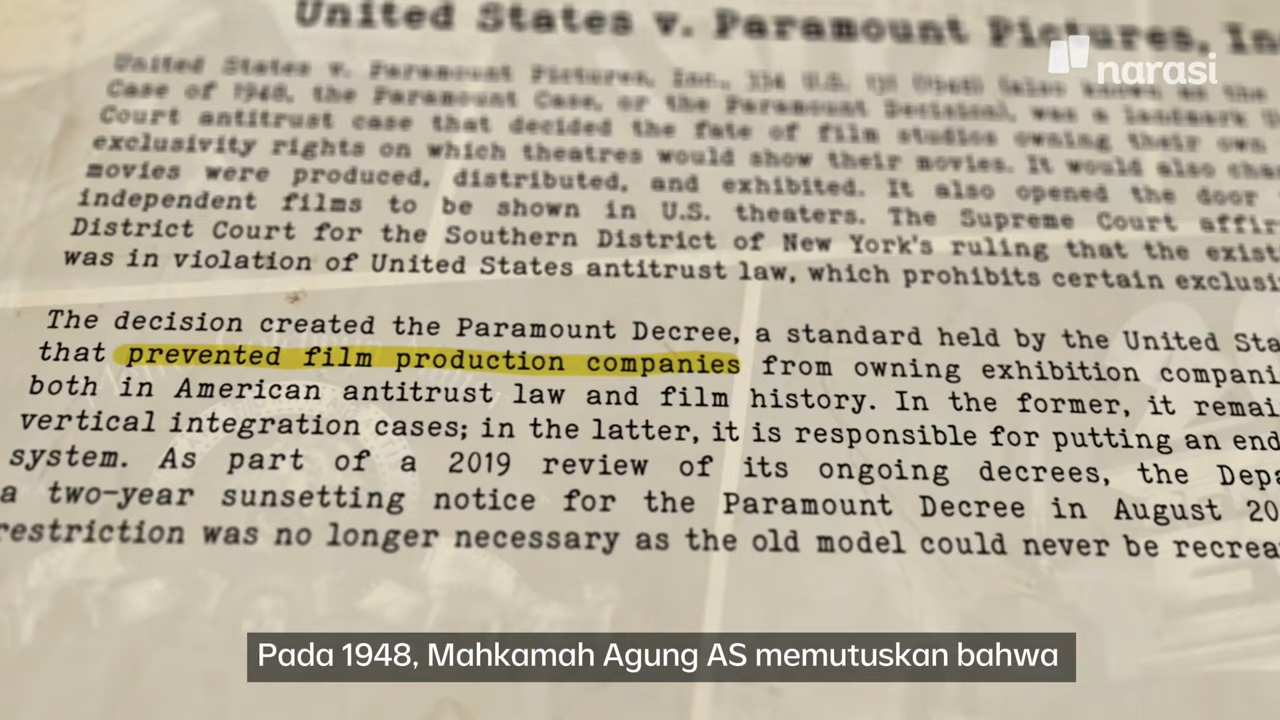 United States v. Paramount Pictures, In
narasi
United States v. Paramount Pictures, Inc., 334 U.S. 131 (1948) (also known as the
Case of 1948, the Paramount Case, or the Paramount Decision), was a landmark U
Court antitrust case that decided the fate of film studios owning their own
exclusivity rights on which theatres would show their movies. It would also cha
movies were produced, distributed, and exhibited. It also opened the door
independent films to be shown in U.S. theaters. The Supreme Court affir
District Court for the Southern District of New York's ruling that the exist
was in violation of United States antitrust law, which prohibits certain exclusi
The decision created the Paramount Decree, a standard held by the United Sta
that prevented film production companies from owning exhibition compani
both in American antitrust law and film history. In the former, it remai
vertical integration cases; in the latter, it is responsible for putting an end
system. As part of a 2019 review of its ongoing decrees, the Depa
a two-year sunsetting notice for the Paramount Decree in August 20
restriction was no longer necessary as the old model could never be recrea
Pada 1948, Mahkamah Agung AS memutuskan bahwa